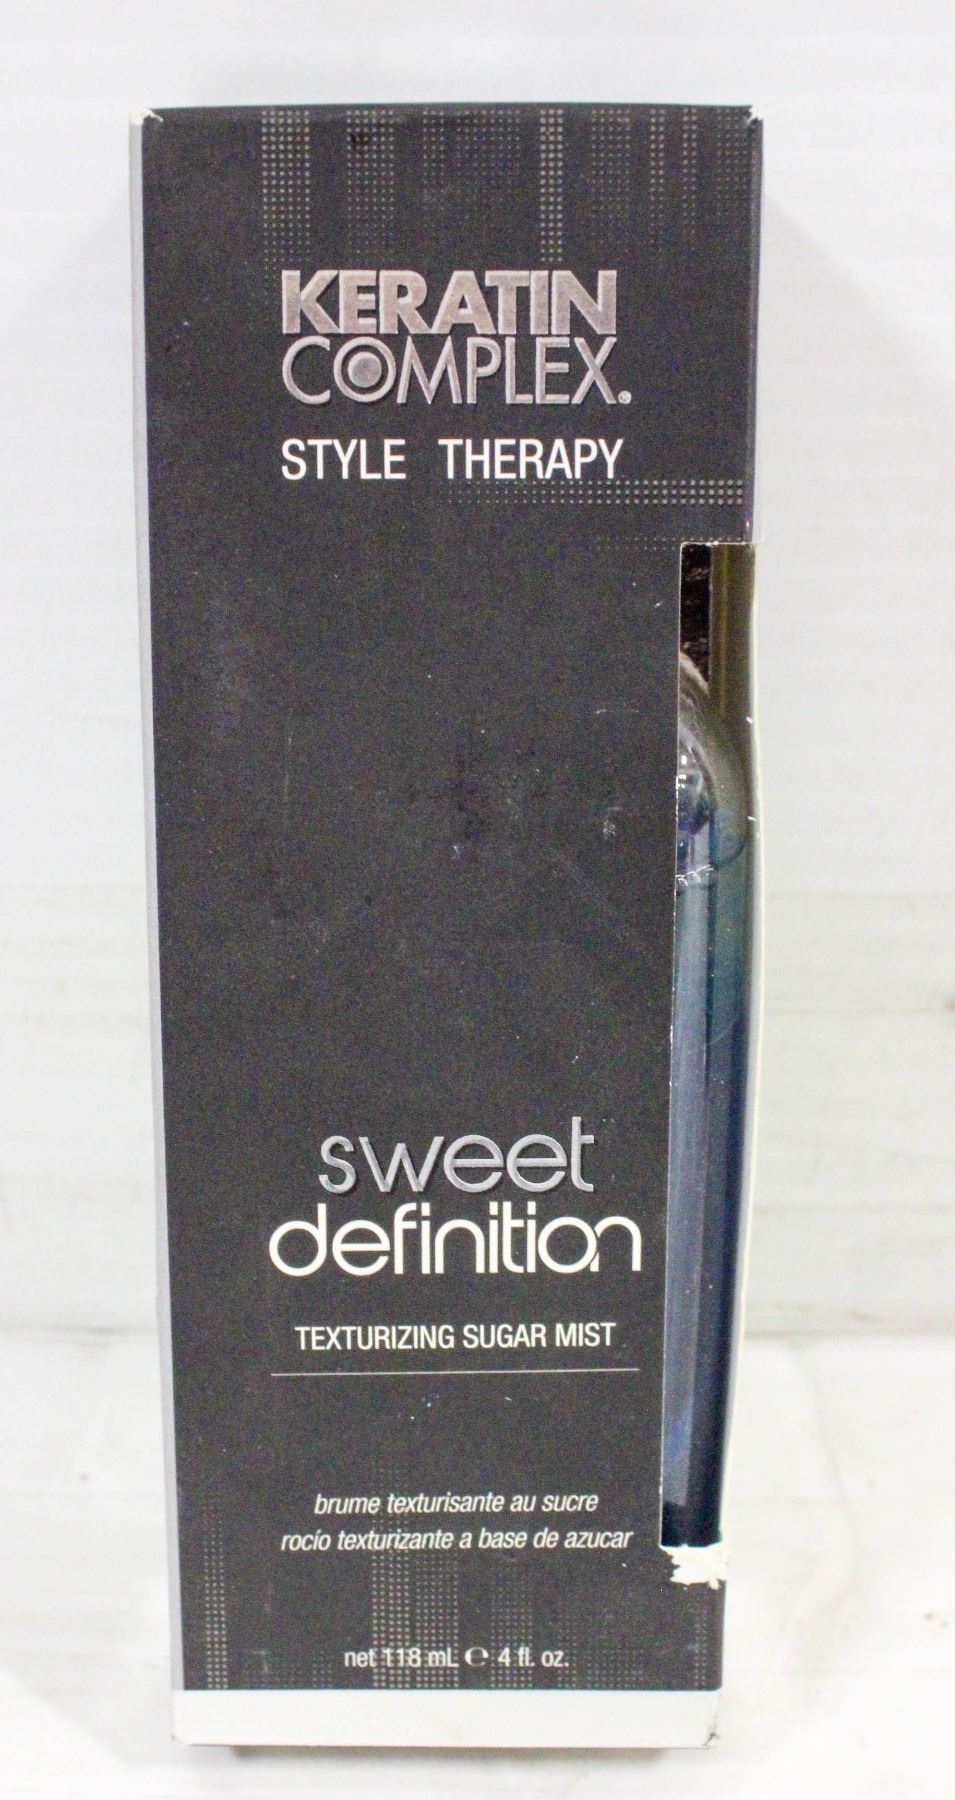 KERATIN
COMPLEX®
STYLE THERAPY
sweet
definition
TEXTURIZING SUGAR MIST
brume texturisante au sucre
rocío texturizante a base de azucar
net 118 mL ℮ 4 fl. oz.